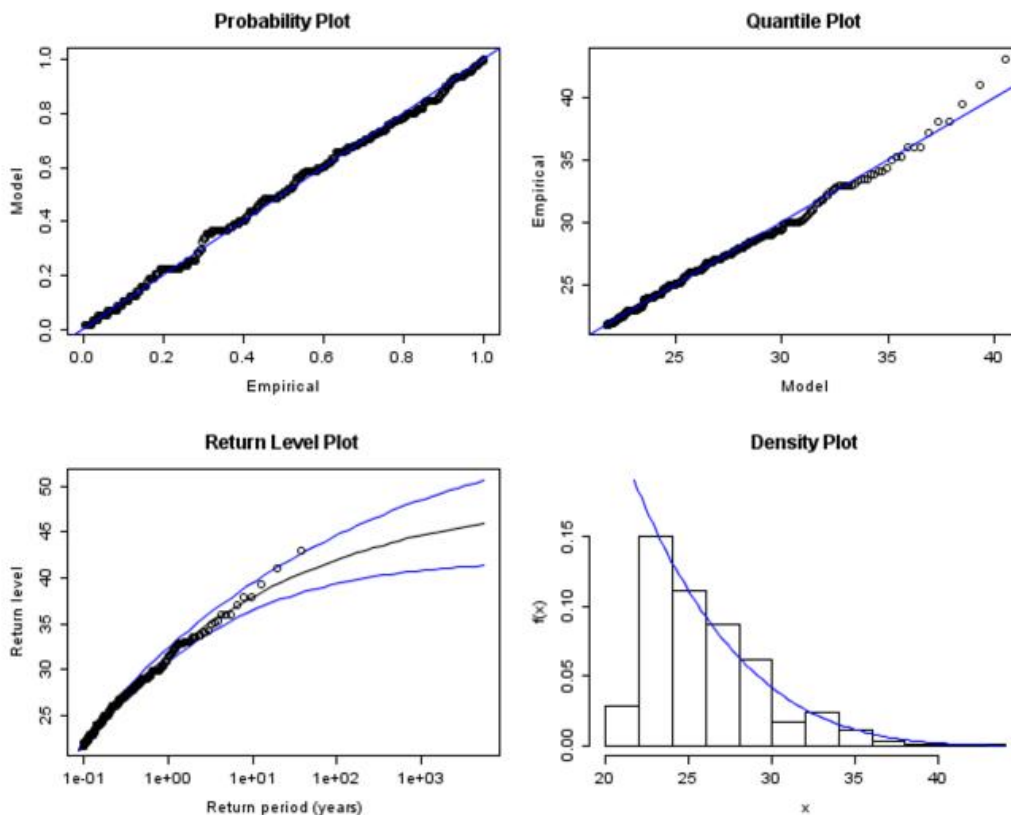 Probability Plot
Model
0.0 0.2 0.4 0.6 0.8 1.0
0.0 0.2 0.4 0.6 0.8 1.0
Empirical
Quantile Plot
Empirical
25 30 35 40
25 30 35 40
Model
Return Level Plot
Return level
25 30 35 40 45 50
1e-01 1e+00 1e+01 1e+02 1e+03
Return period (years)
Density Plot
f(x)
0.00 0.05 0.10 0.15
20 25 30 35 40
x